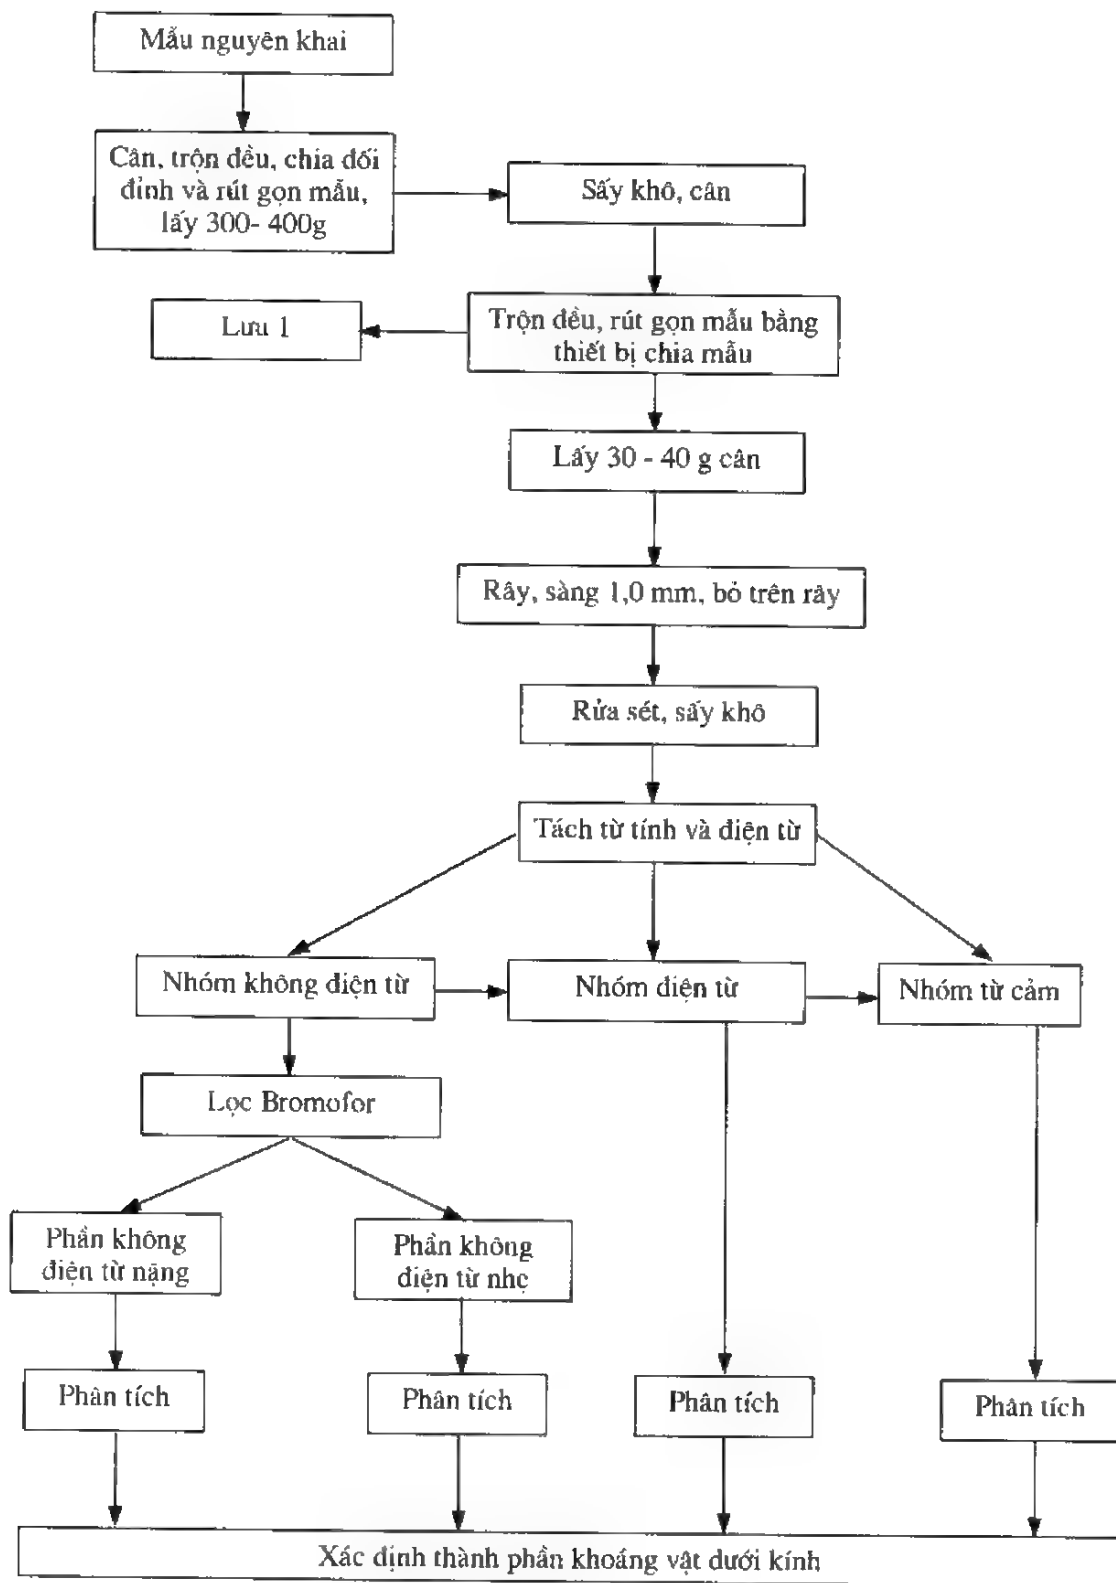 Mẫu nguyên khai
Cân, trộn đều, chia đối
đỉnh và rút gọn mẫu,
lấy 300- 400g
Sấy khô, cân
Lưu 1
Trộn đều, rút gọn mẫu bằng
thiết bị chia mẫu
Lấy 30 - 40 g cân
Rây, sàng 1,0 mm, bỏ trên rây
Rửa sét, sấy khô
Tách từ tính và điện từ
Nhóm không điện từ
Nhóm điện từ
Nhóm từ cảm
Lọc Bromofor
Phần không
điện từ nặng
Phần không
điện từ nhẹ
Phân tích
Phân tích
Phân tích
Phân tích
Xác định thành phần khoáng vật dưới kính